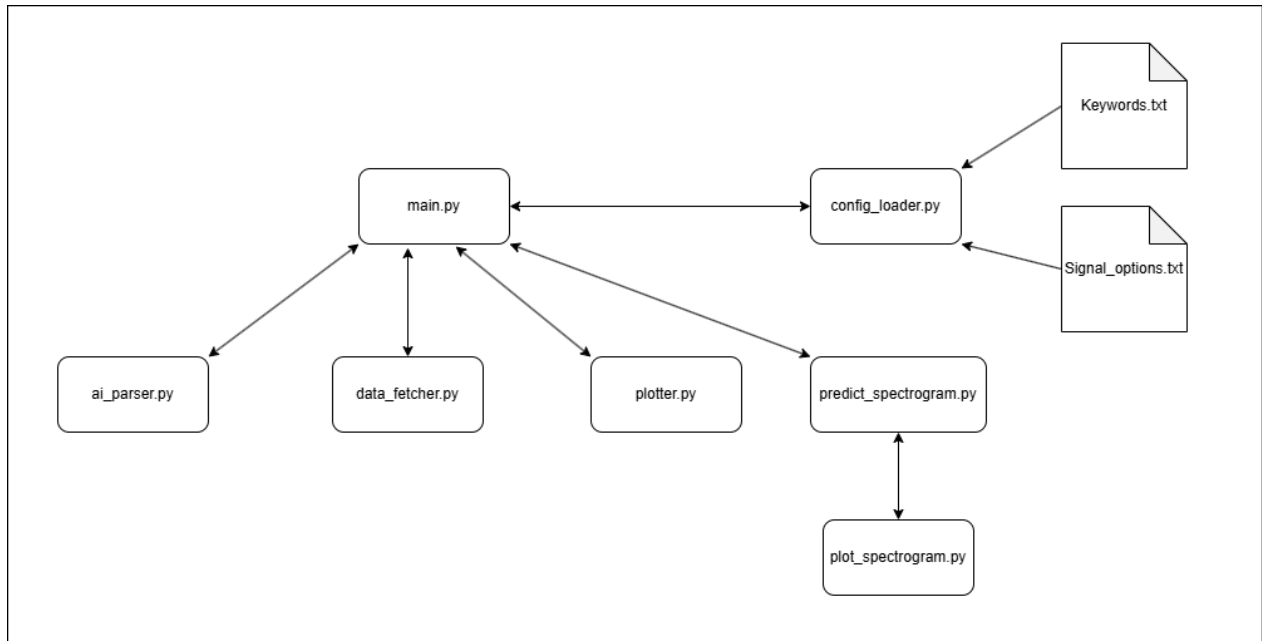 Keywords.txt
main.py
config_loader.py
Signal_options.txt
ai_parser.py
data_fetcher.py
plotter.py
predict_spectrogram.py
plot_spectrogram.py